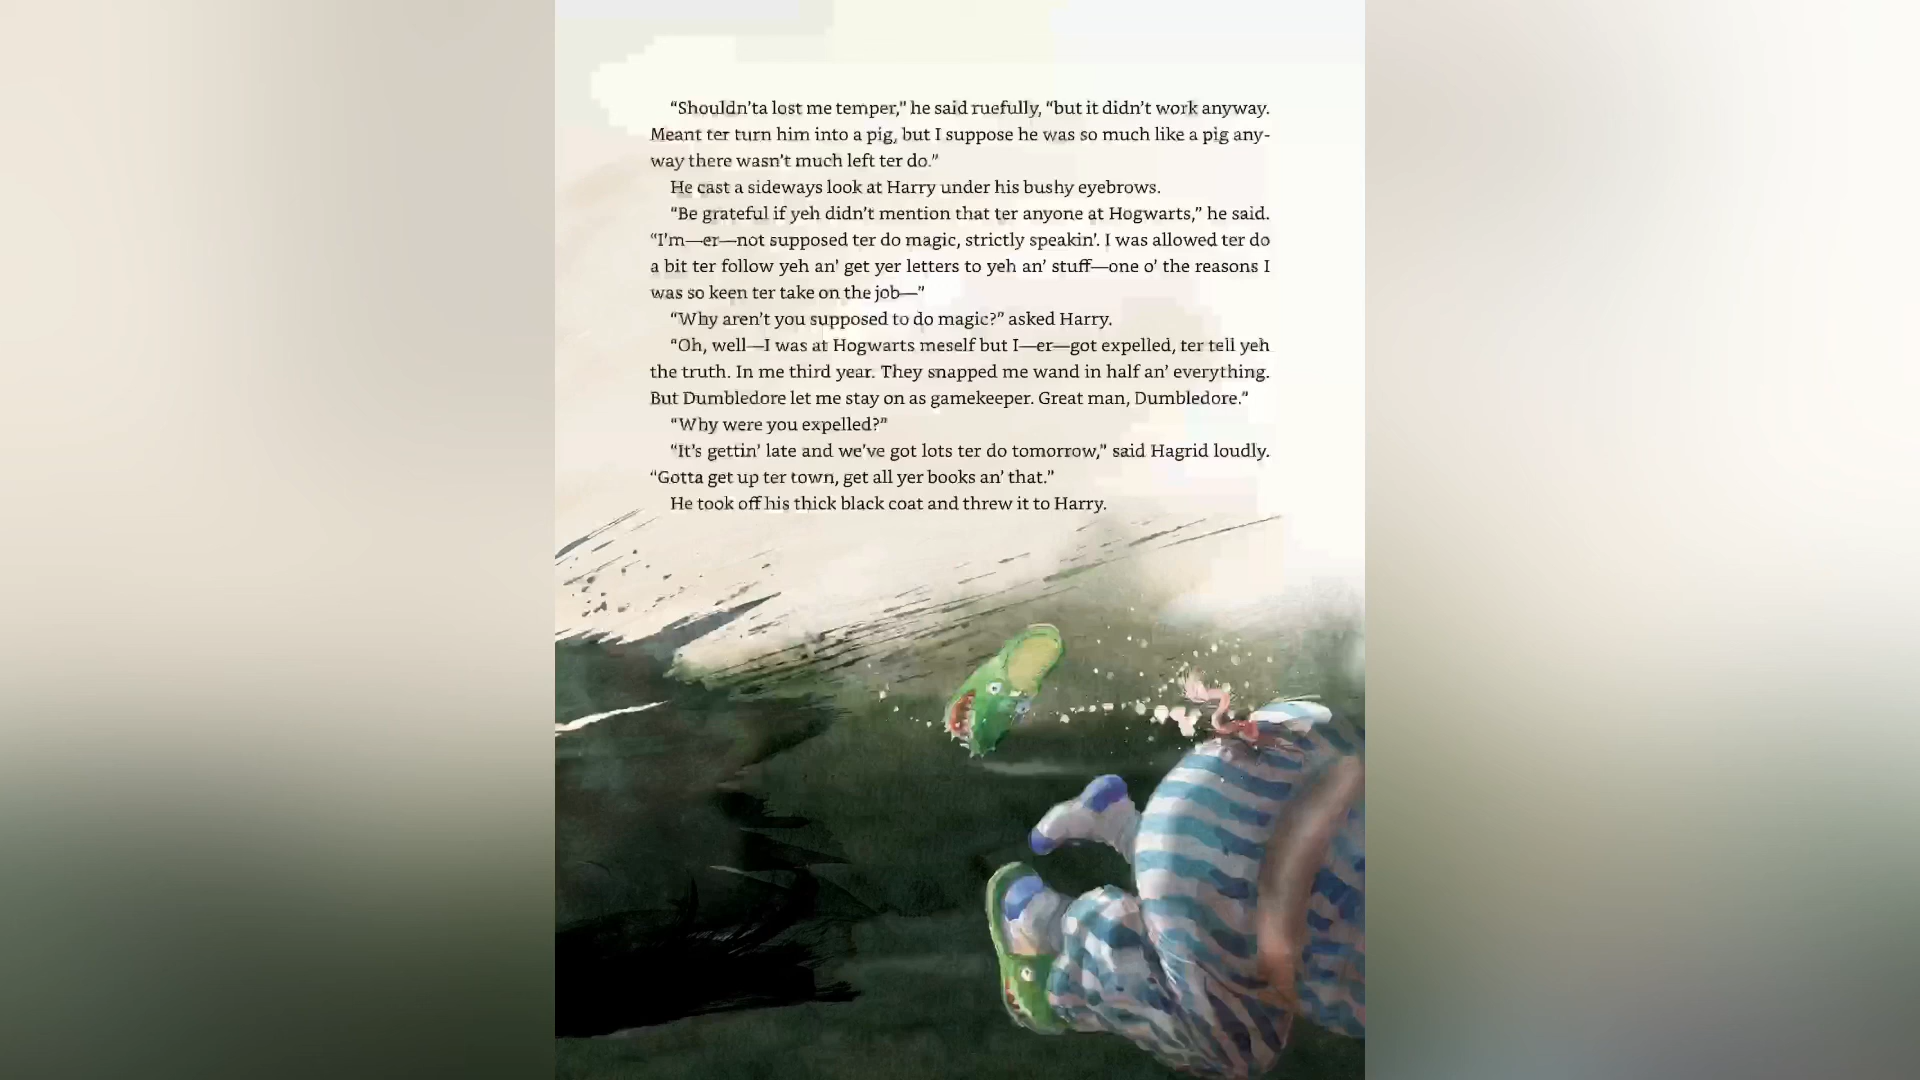 “Shouldn’ta lost me temper,” he said ruefully, “but it didn’t work anyway.
Meant ter turn him into a pig, but I suppose he was so much like a pig any-
way there wasn’t much left ter do.”
He cast a sideways look at Harry under his bushy eyebrows.
“Be grateful if yeh didn’t mention that ter anyone at Hogwarts,” he said.
“I’m—er—not supposed ter do magic, strictly speakin’. I was allowed ter do
a bit ter follow yeh an’ get yer letters to yeh an’ stuff—one o’ the reasons I
was so keen ter take on the job—”
“Why aren’t you supposed to do magic?” asked Harry.
“Oh, well—I was at Hogwarts meself but I—er—got expelled, ter tell yeh
the truth. In me third year. They snapped me wand in half an’ everything.
But Dumbledore let me stay on as gamekeeper. Great man, Dumbledore.”
“Why were you expelled?”
“It’s gettin’ late and we’ve got lots ter do tomorrow,” said Hagrid loudly.
“Gotta get up ter town, get all yer books an’ that.”
He took off his thick black coat and threw it to Harry.